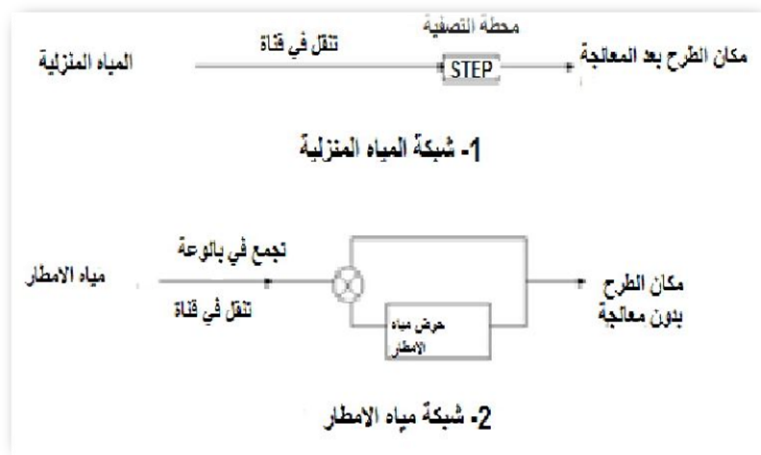 محطة التصفية
المياه المنزلية
تنقل في قناة
STEP
مكان الطرح بعد المعالجة
1- شبكة المياه المنزلية
مياه الامطار
تجمع في بالوعة
تنقل في قناة
حوض مياه
الامطار
مكان الطرح
بدون معالجة
2- شبكة مياه الامطار